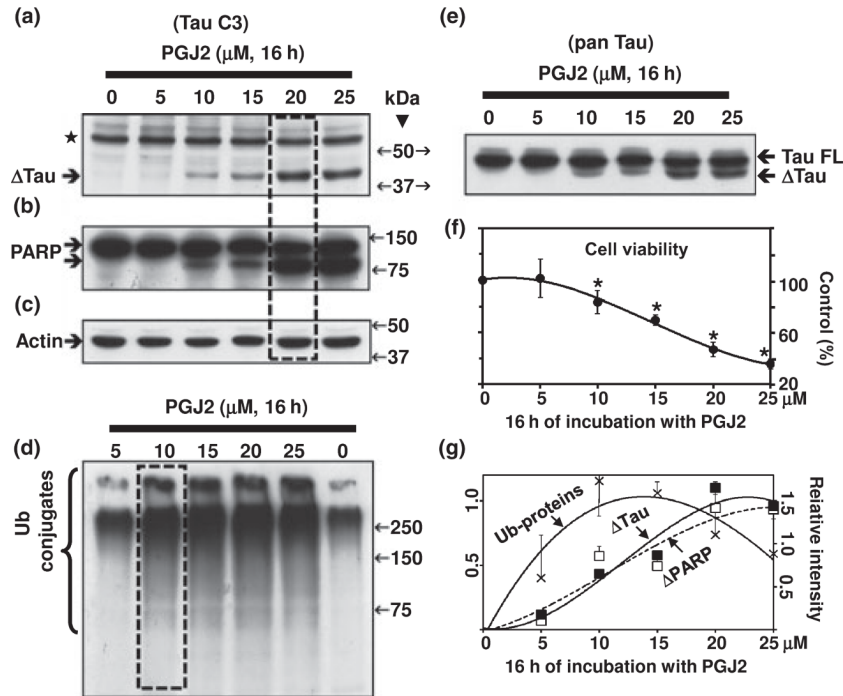 (a)
(Tau C3)
PGJ2 (µM, 16 h)
0 5 10 15 20 25 kDa
★
←50→
ΔTau
←37→
(b)
←150
PARP
←75
(c)
←50
Actin
←37
PGJ2 (µM, 16 h)
(d)
5 10 15 20 25 0
Ub
conjugates
←250
←150
←75
(e)
(pan Tau)
PGJ2 (µM, 16 h)
0 5 10 15 20 25
← Tau FL
← ΔTau
(f)
Cell viability
* * * *
100
60
20
Control (%)
0 5 10 15 20 25 µM
16 h of incubation with PGJ2
(g)
1.0
0.5
Ub-proteins
ΔTau
ΔPARP
1.5
1.0
0.5
Relative intensity
0 5 10 15 20 25 µM
16 h of incubation with PGJ2